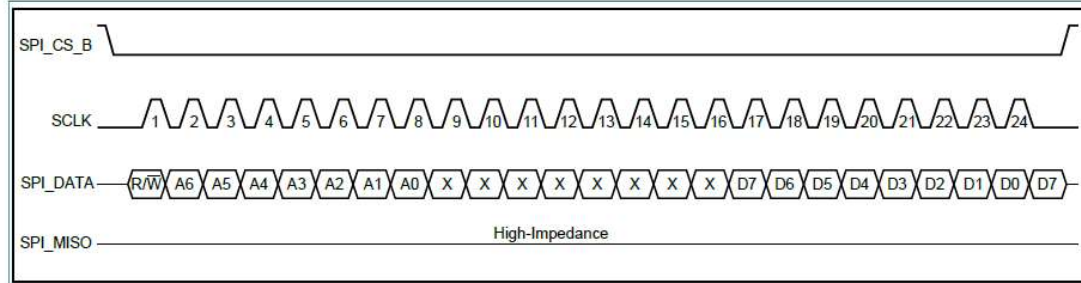 SPI_CS_B
SCLK 1 2 3 4 5 6 7 8 9 10 11 12 13 14 15 16 17 18 19 20 21 22 23 24
SPI_DATA R/W̅ A6 A5 A4 A3 A2 A1 A0 X X X X X X X X D7 D6 D5 D4 D3 D2 D1 D0 D7
SPI_MISO High-Impedance